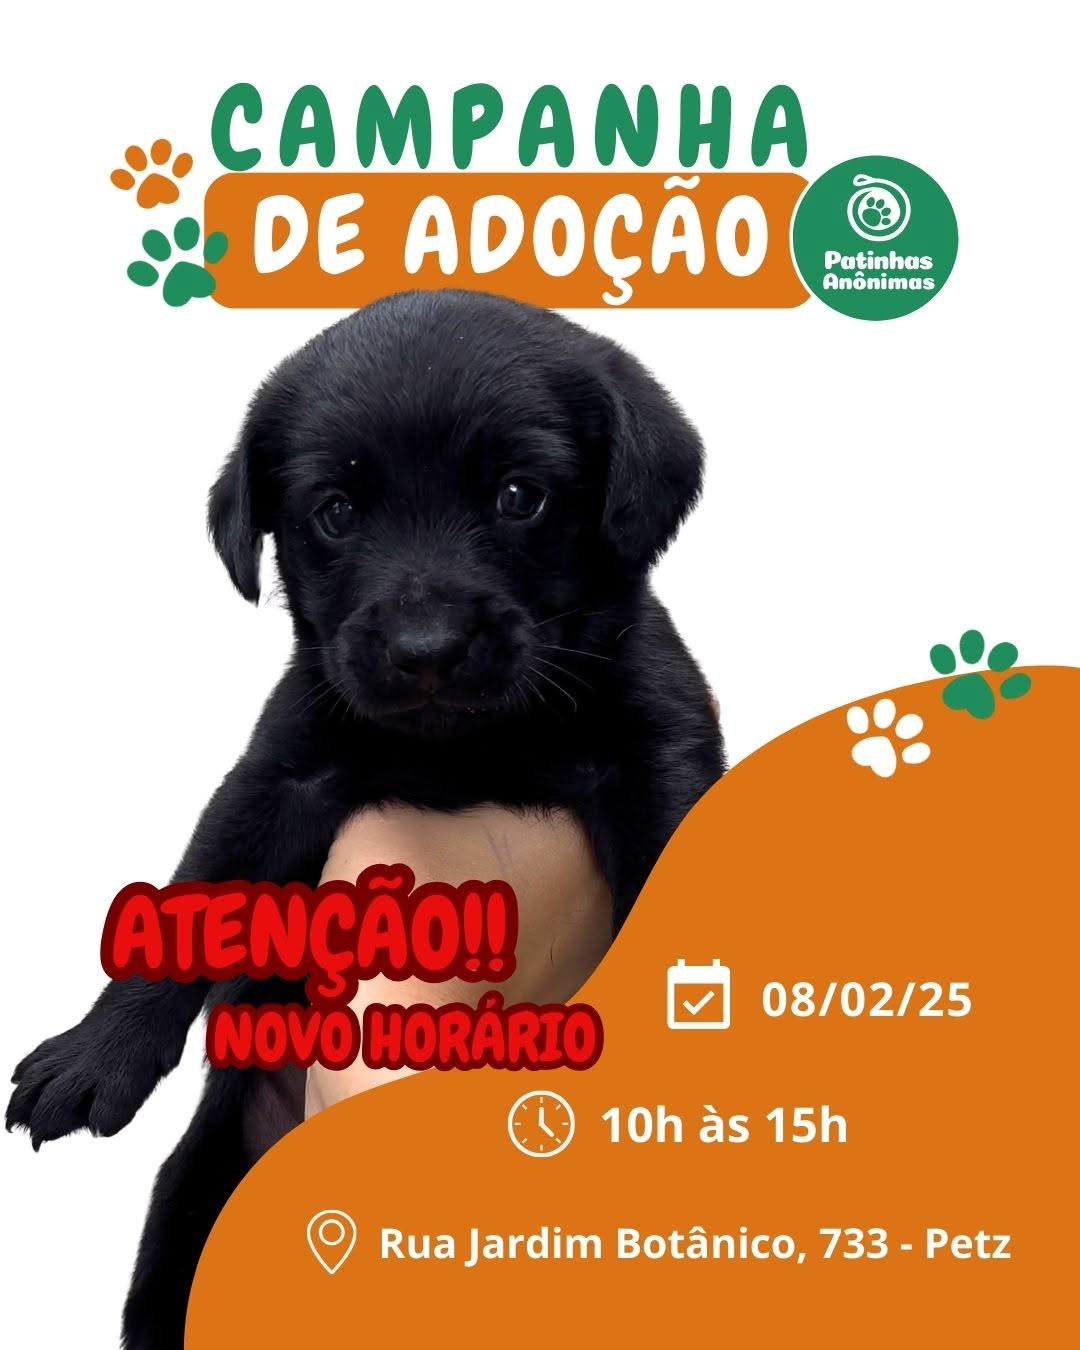 CAMPANHA
DE ADOÇÃO
Patinhas
Anônimas
ATENÇÃO!!
NOVO HORÁRIO
08/02/25
10h às 15h
Rua Jardim Botânico, 733 - Petz